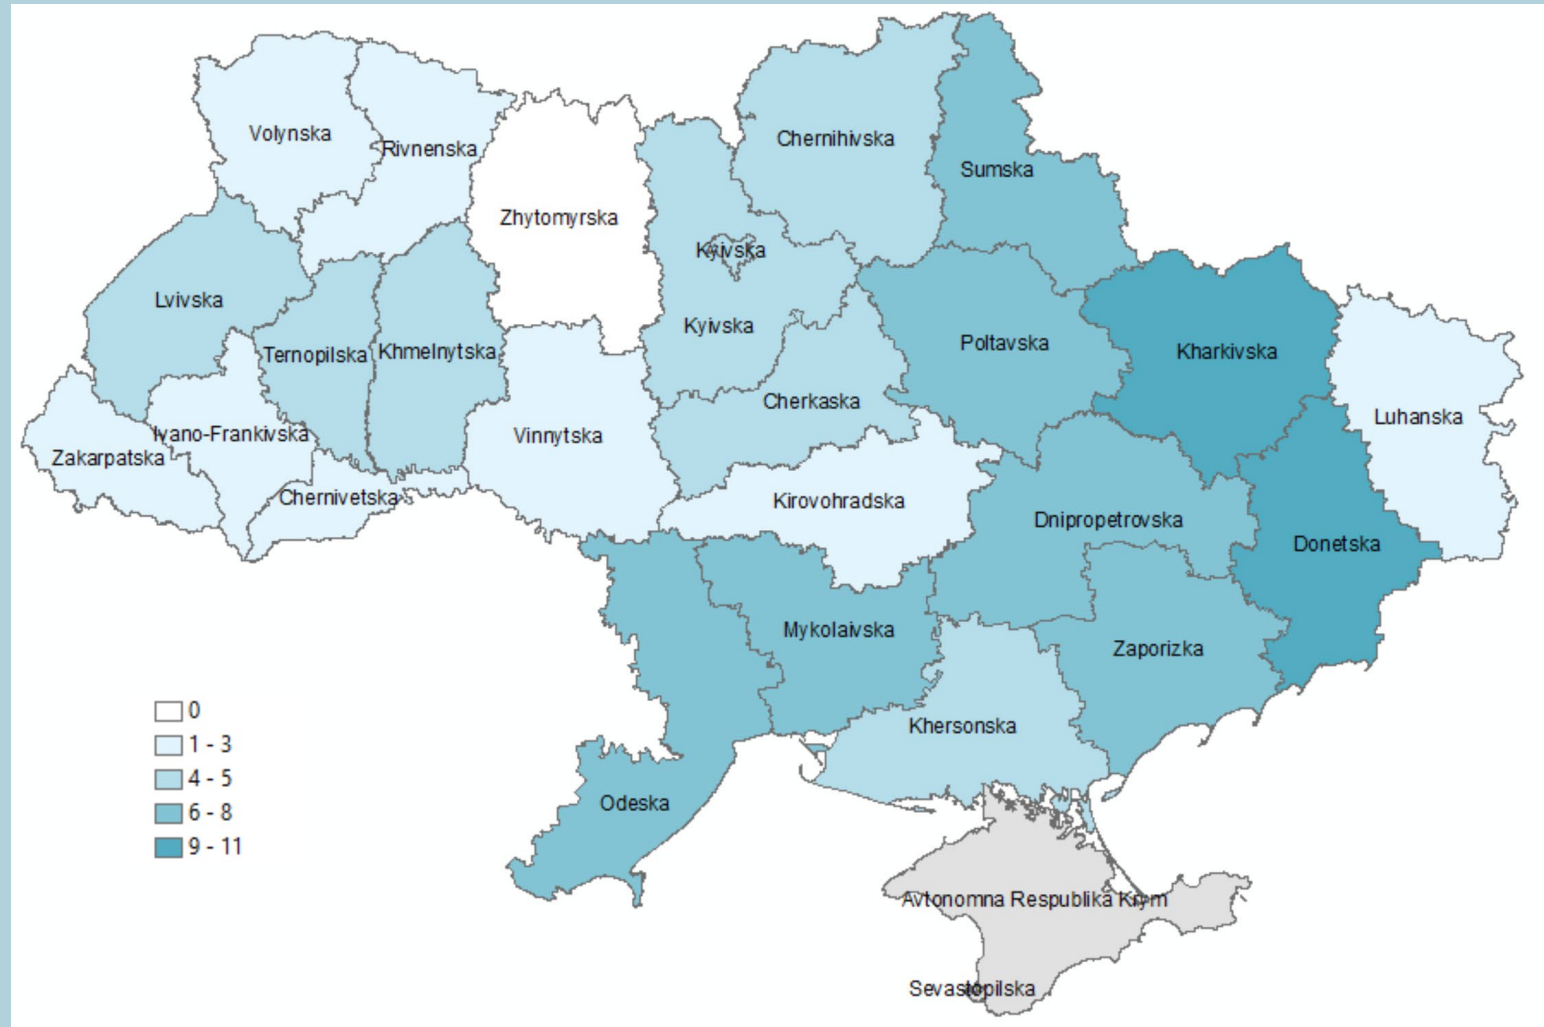 Volynska
Rivnenska
Chernihivska
Sumska
Zhytomyrska
Kyivska
Lvivska
Kyivska
Ternopilska
Khmelnytska
Poltavska
Kharkivska
Cherkaska
Luhanska
Ivano-Frankivska
Vinnytska
Zakarpatska
Chernivetska
Kirovohradska
Dnipropetrovska
Donetska
Mykolaivska
Zaporizka
Khersonska
Odeska
0
1 - 3
4 - 5
6 - 8
9 - 11
Avtonomna Respublika Krym
Sevastopilska